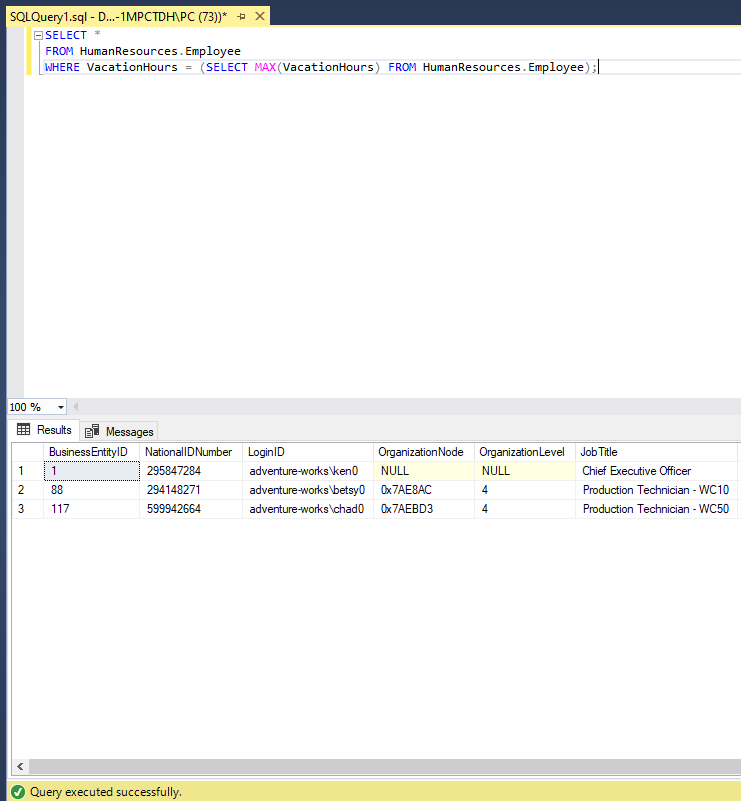 SQLQuery1.sql - D...-1MPCTDH\PC (73))*
SELECT *
FROM HumanResources.Employee
WHERE VacationHours = (SELECT MAX(VacationHours) FROM HumanResources.Employee);
100 %
Results Messages
BusinessEntityID NationalIDNumber LoginID OrganizationNode OrganizationLevel JobTitle
1 1 295847284 adventure-works\ken0 NULL NULL Chief Executive Officer
2 88 294148271 adventure-works\betsy0 0x7AE8AC 4 Production Technician - WC10
3 117 599942664 adventure-works\chad0 0x7AEBD3 4 Production Technician - WC50
Query executed successfully.